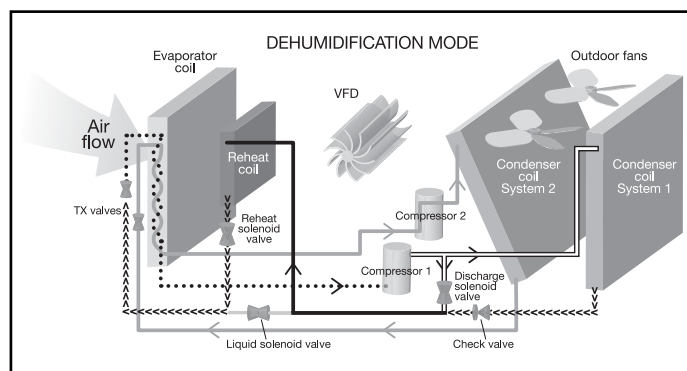 DEHUMIDIFICATION MODE
Evaporator
coil
Outdoor fans
VFD
Air
flow
Reheat
coil
Condenser
coil
System 2
Condenser
coil
System 1
TX valves
Reheat
solenoid
valve
Compressor 2
Compressor 1
Discharge
solenoid
valve
Liquid solenoid valve
Check valve